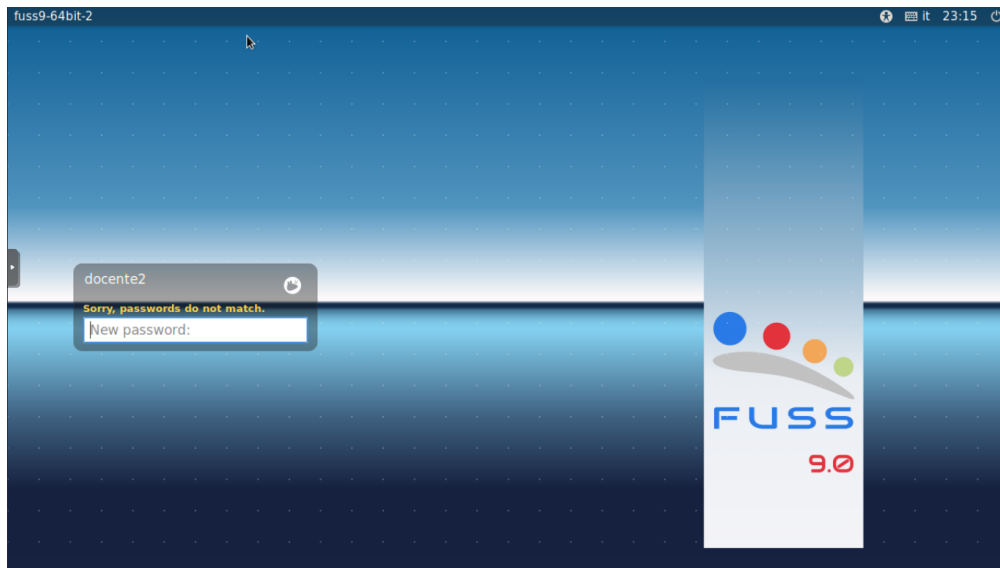 fuss9-64bit-2
it 23:15
docente2
Sorry, passwords do not match.
New password:
FUSS
9.0